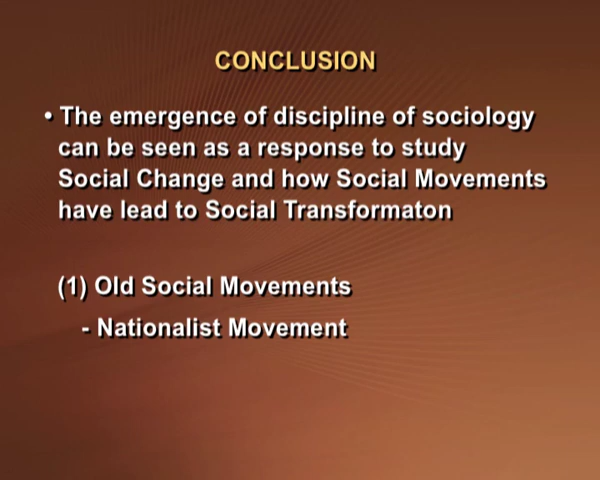 CONCLUSION
• The emergence of discipline of sociology
can be seen as a response to study
Social Change and how Social Movements
have lead to Social Transformaton
(1) Old Social Movements
- Nationalist Movement